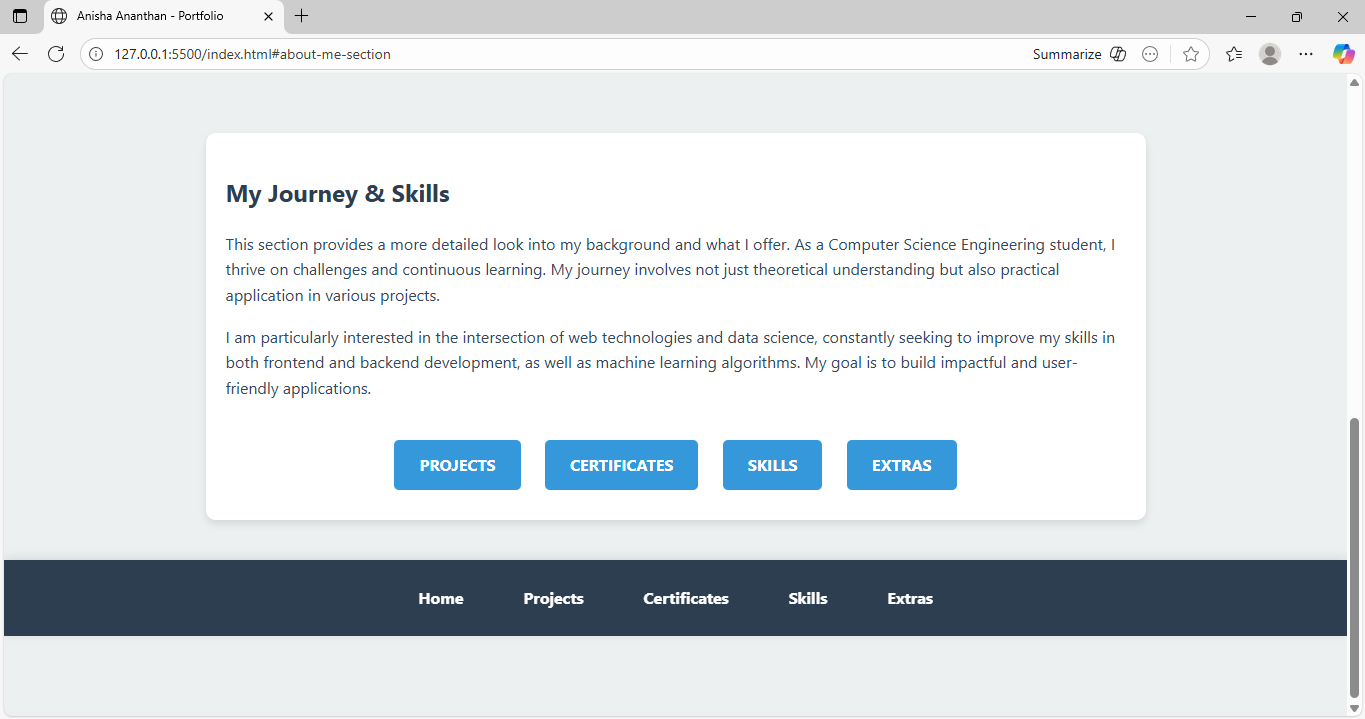 Anisha Ananthan - Portfolio
127.0.0.1:5500/index.html#about-me-section
Summarize
My Journey & Skills
This section provides a more detailed look into my background and what I offer. As a Computer Science Engineering student, I
thrive on challenges and continuous learning. My journey involves not just theoretical understanding but also practical
application in various projects.
I am particularly interested in the intersection of web technologies and data science, constantly seeking to improve my skills in
both frontend and backend development, as well as machine learning algorithms. My goal is to build impactful and user-
friendly applications.
PROJECTS CERTIFICATES SKILLS EXTRAS
Home Projects Certificates Skills Extras